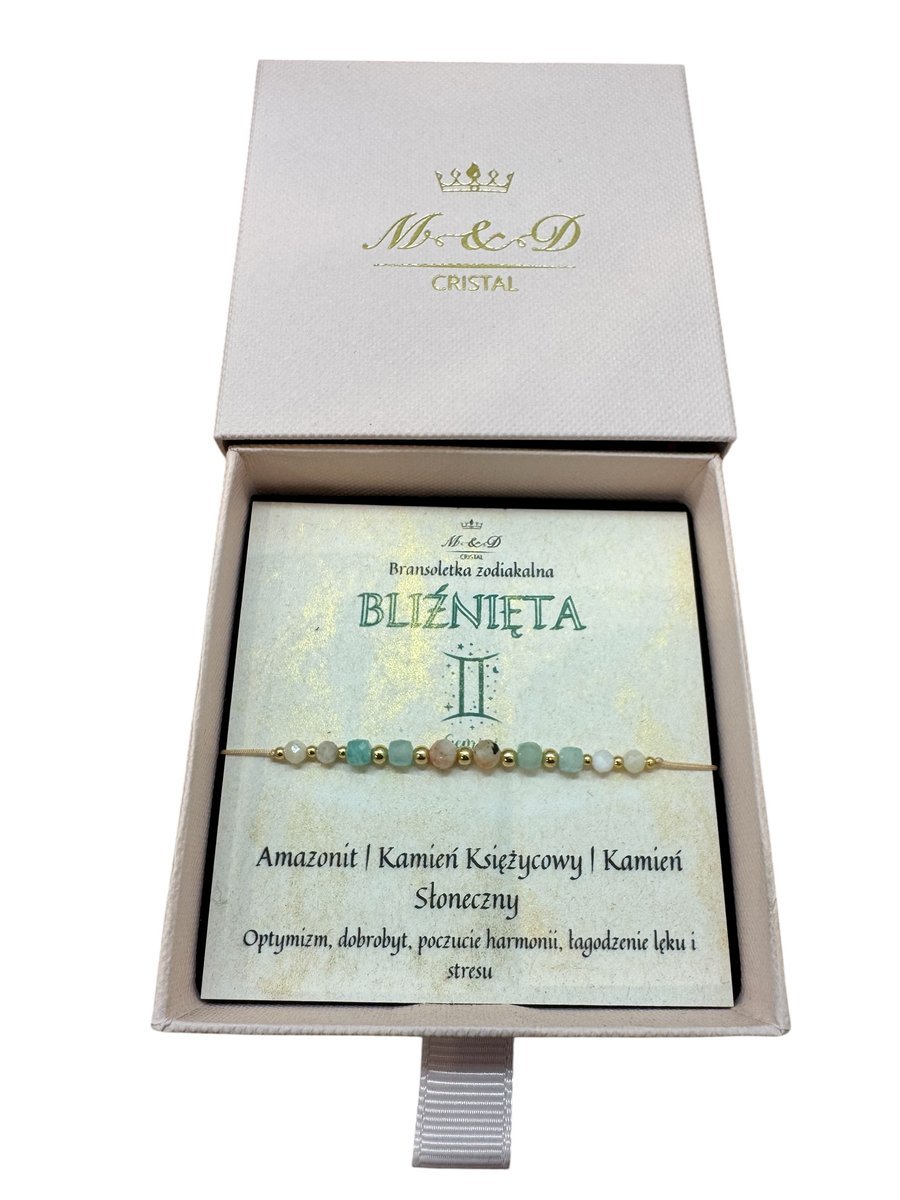 M&D
CRISTAL
M&D
CRISTAL
Bransoletka zodiakalna
BLIŹNIĘTA
Amazonit | Kamień Księżycowy | Kamień
Słoneczny
Optymizm, dobrobyt, poczucie harmonii, łagodzenie lęku i
stresu